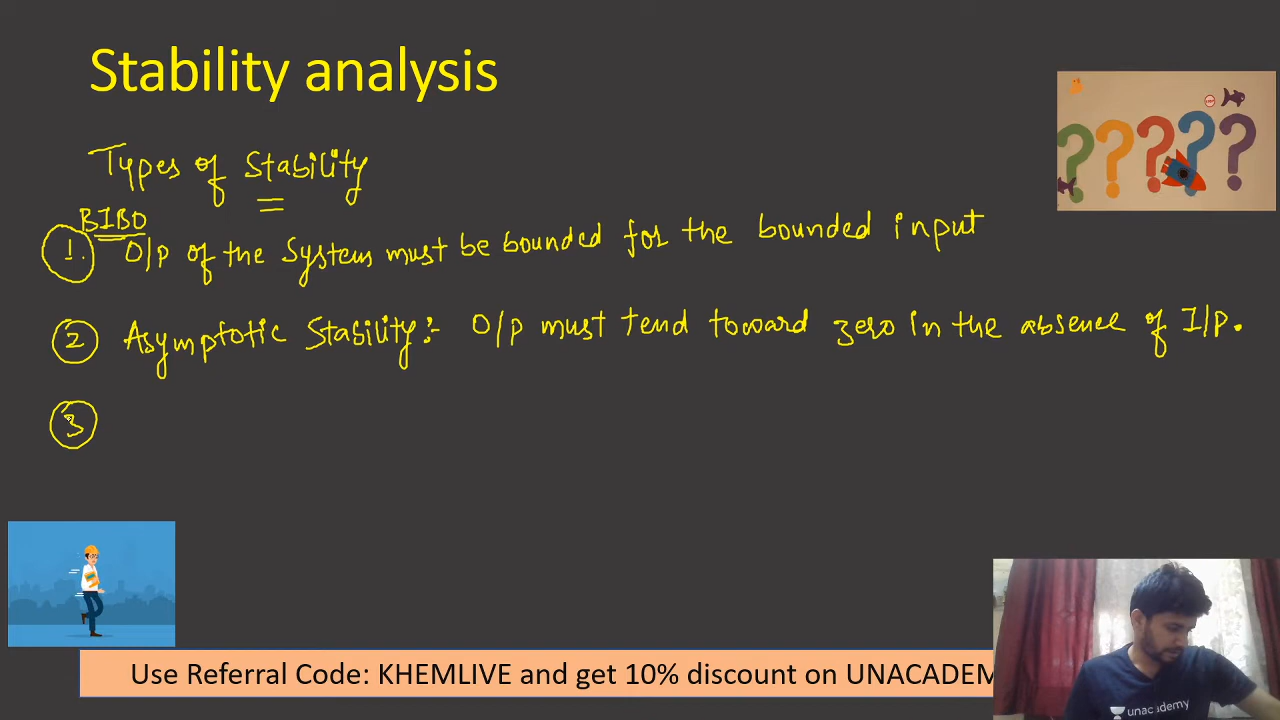 Stability analysis
Types of Stability
BIBO
1. O/p of the System must be bounded for the bounded input
2 Asymptotic Stability:- O/p must tend toward zero in the absence of I/P.
3
? ? ? ? ?
Use Referral Code: KHEMLIVE and get 10% discount on UNACADEM
unacademy